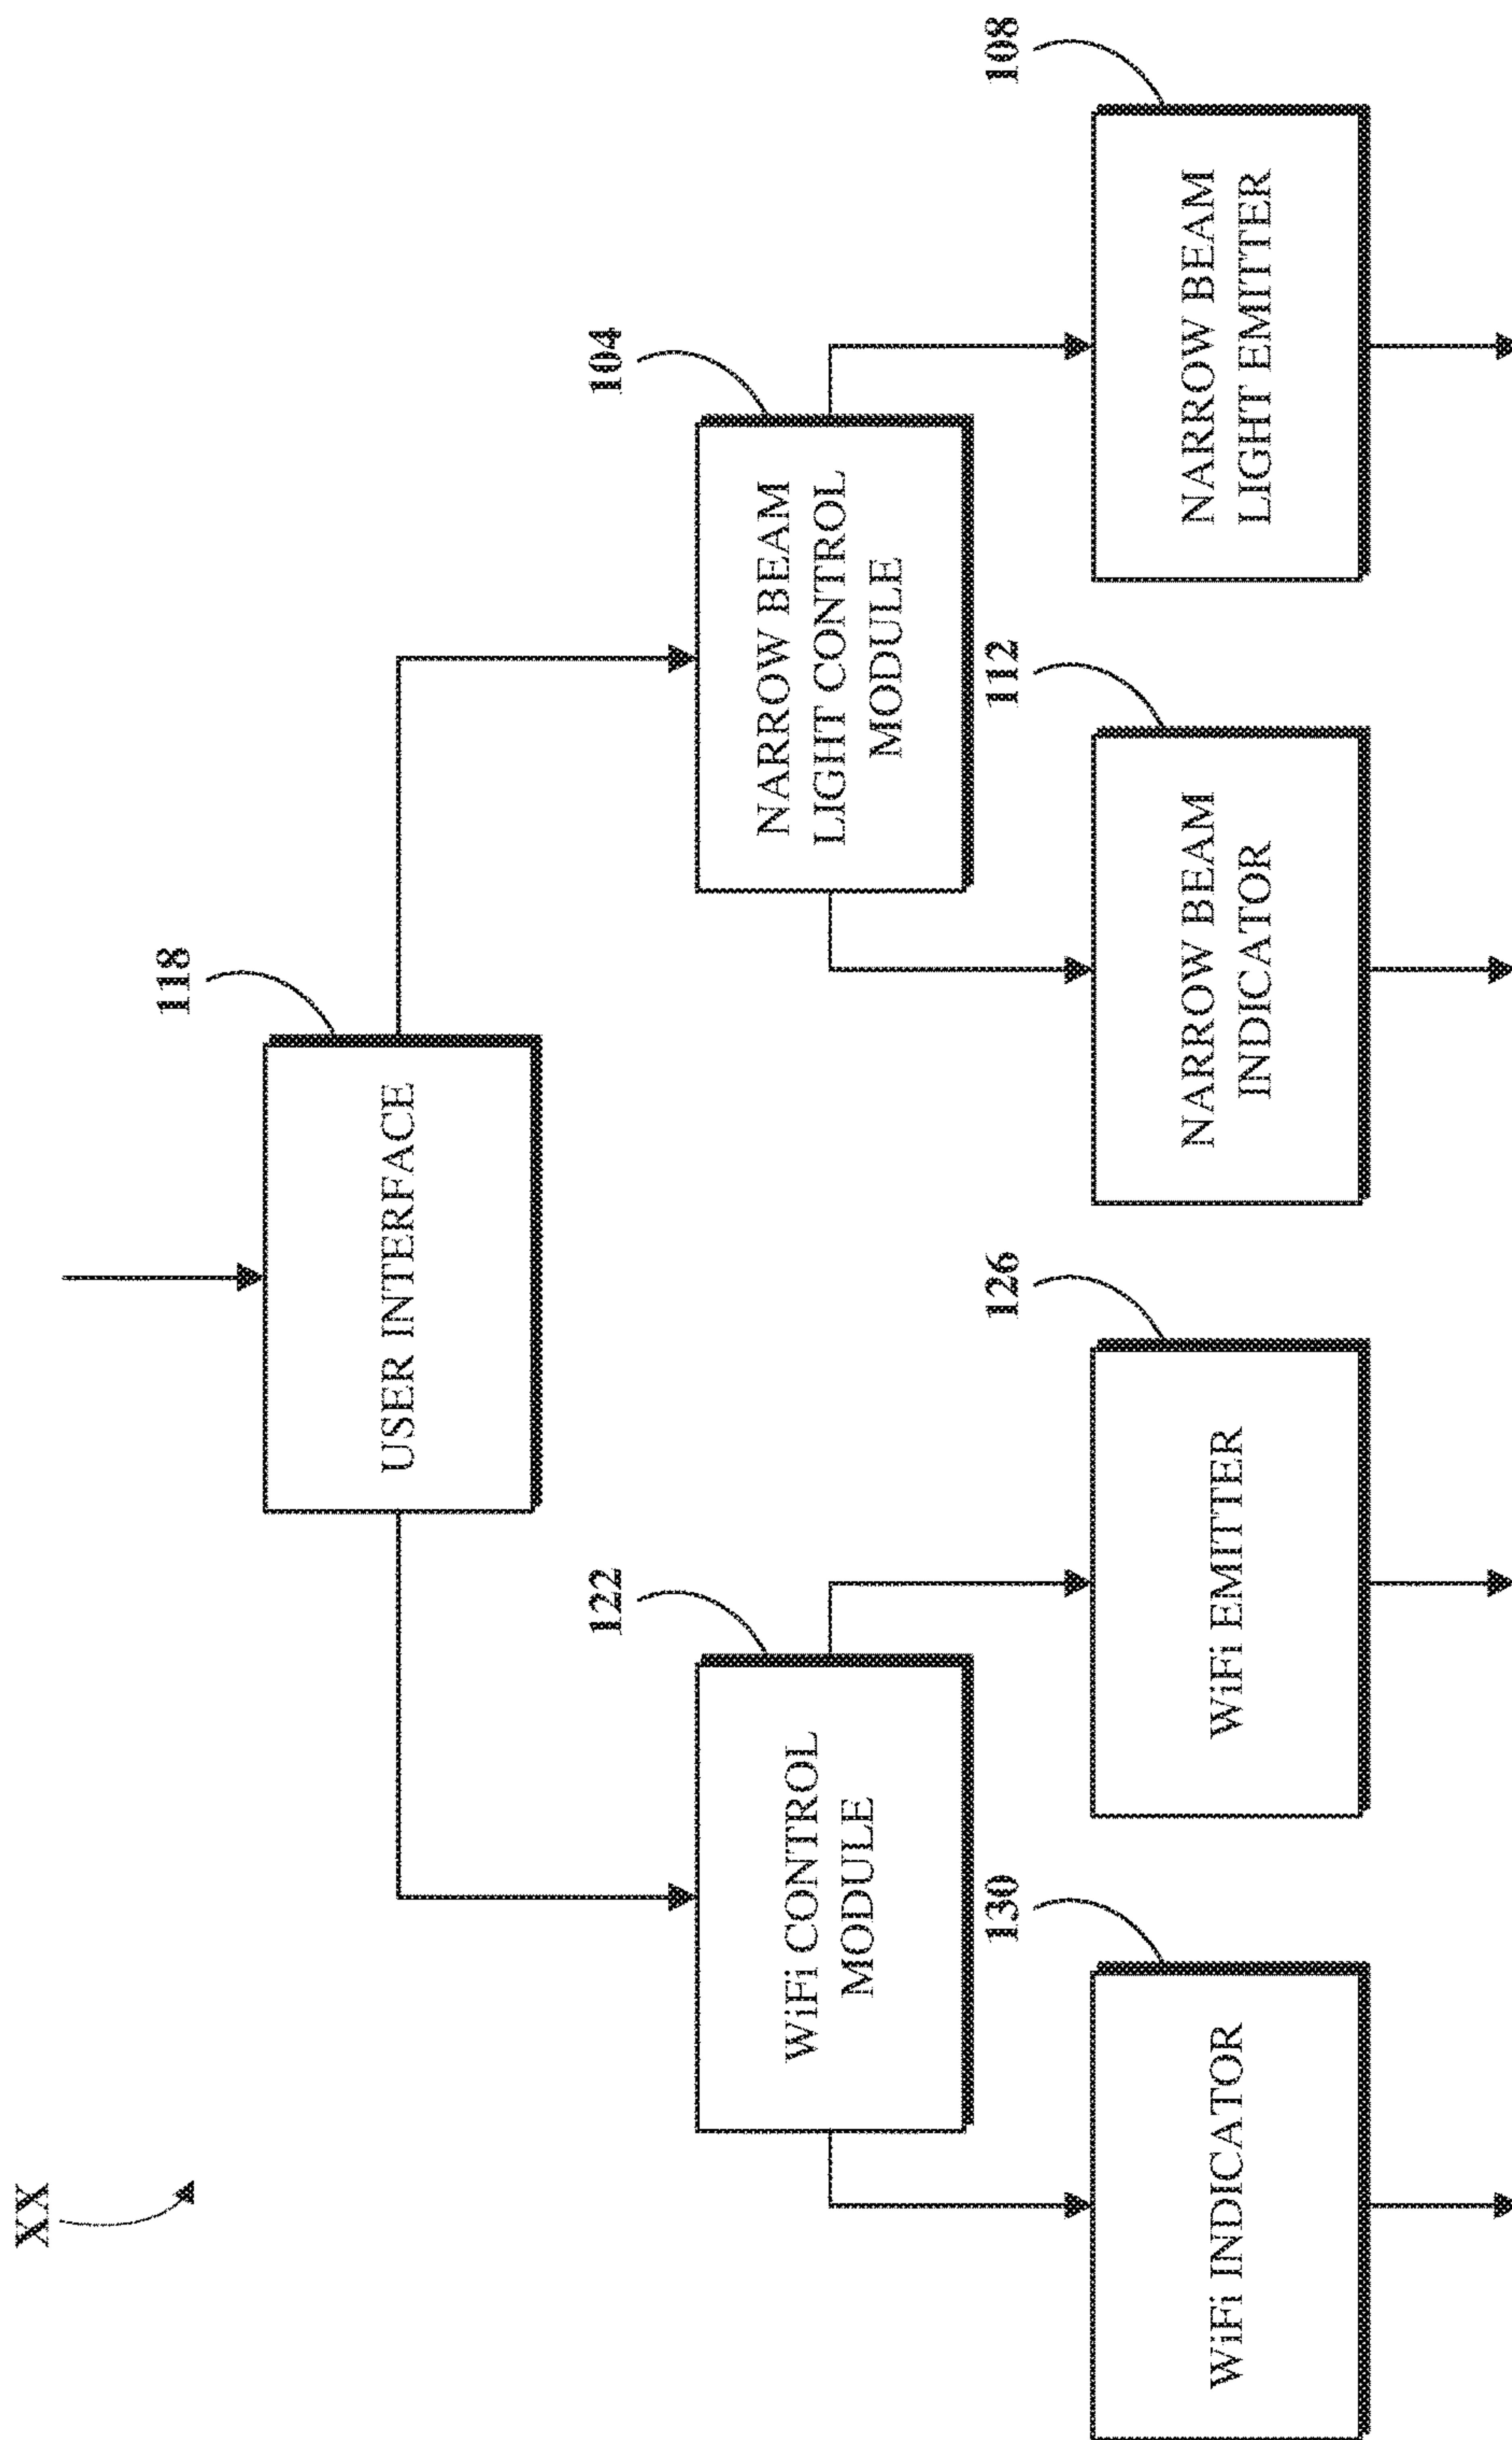 XX
118
USER INTERFACE
122
104
WiFi CONTROL
MODULE
NARROW BEAM
LIGHT CONTROL
MODULE
130
126
112
108
WiFi INDICATOR
WiFi EMITTER
NARROW BEAM
INDICATOR
NARROW BEAM
LIGHT EMITTER